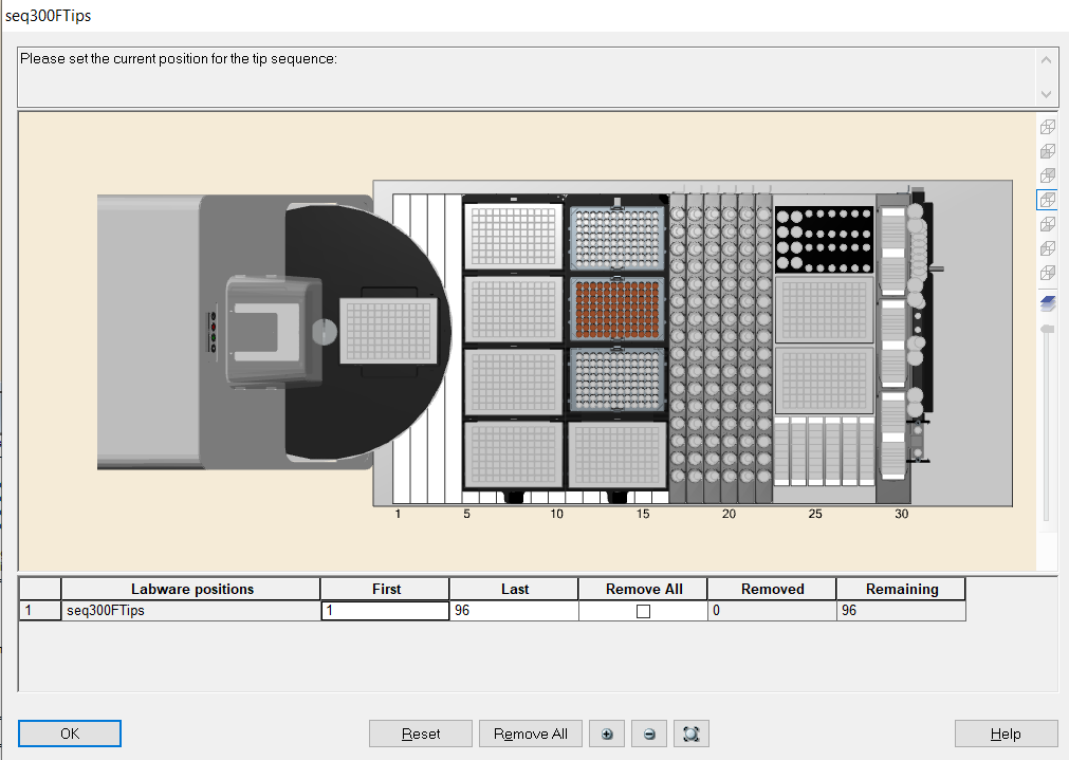 seq300FTips
Please set the current position for the tip sequence:
1 5 10 15 20 25 30
Labware positions First Last Remove All Removed Remaining
1 seq300FTips 1 96 0 96
OK Reset Remove All Help